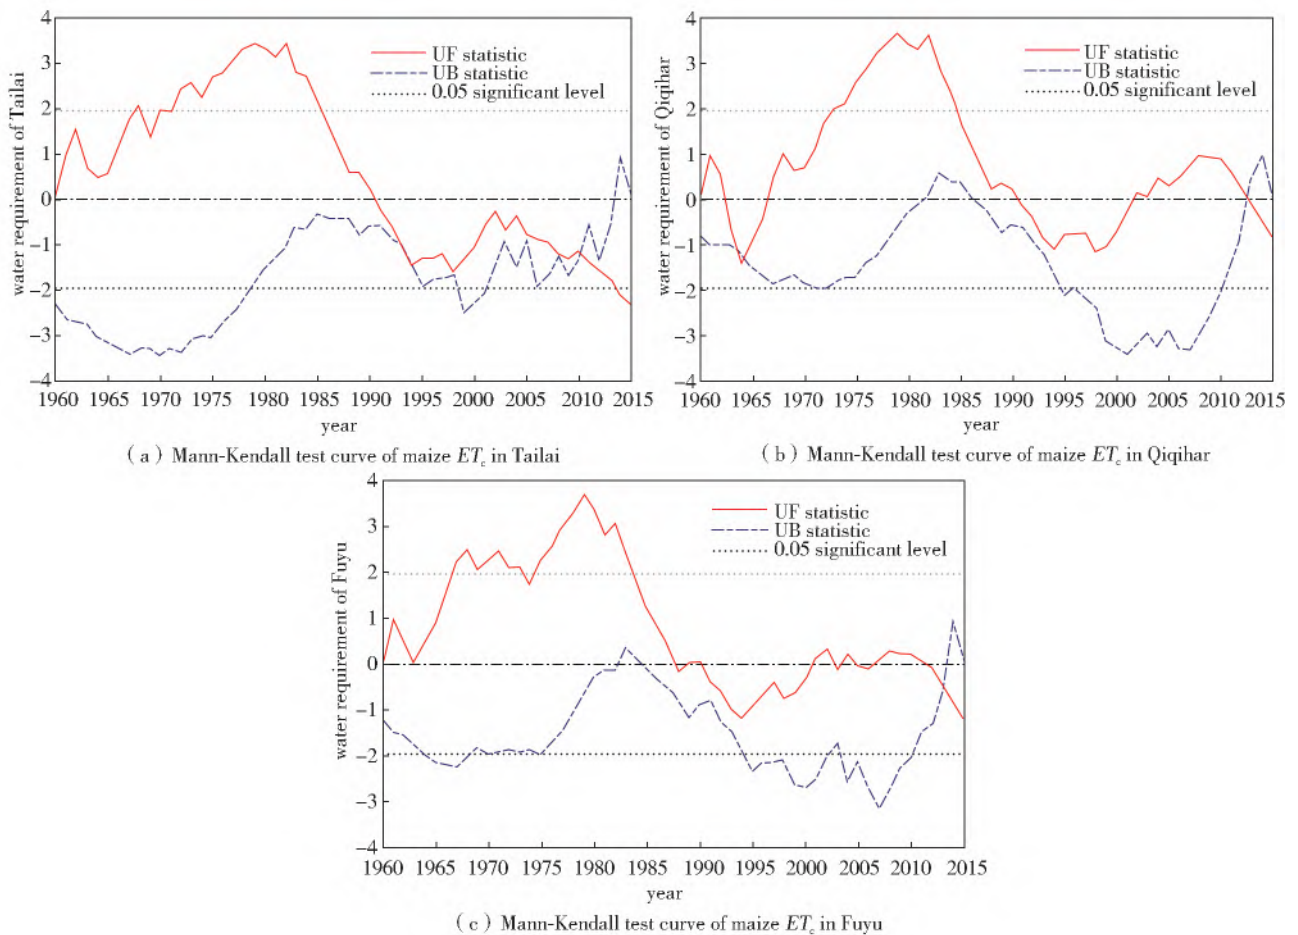 4
3
2
1
0
−1
−2
−3
−4
water requirement of Tailai
UF statistic
UB statistic
0.05 significant level
1960 1965 1970 1975 1980 1985 1990 1995 2000 2005 2010 2015
year
( a ) Mann-Kendall test curve of maize ETc in Tailai
4
3
2
1
0
−1
−2
−3
−4
water requirement of Qiqihar
UF statistic
UB statistic
0.05 significant level
1960 1965 1970 1975 1980 1985 1990 1995 2000 2005 2010 2015
year
( b ) Mann-Kendall test curve of maize ETc in Qiqihar
4
3
2
1
0
−1
−2
−3
−4
water requirement of Fuyu
UF statistic
UB statistic
0.05 significant level
1960 1965 1970 1975 1980 1985 1990 1995 2000 2005 2010 2015
year
( c ) Mann-Kendall test curve of maize ETc in Fuyu